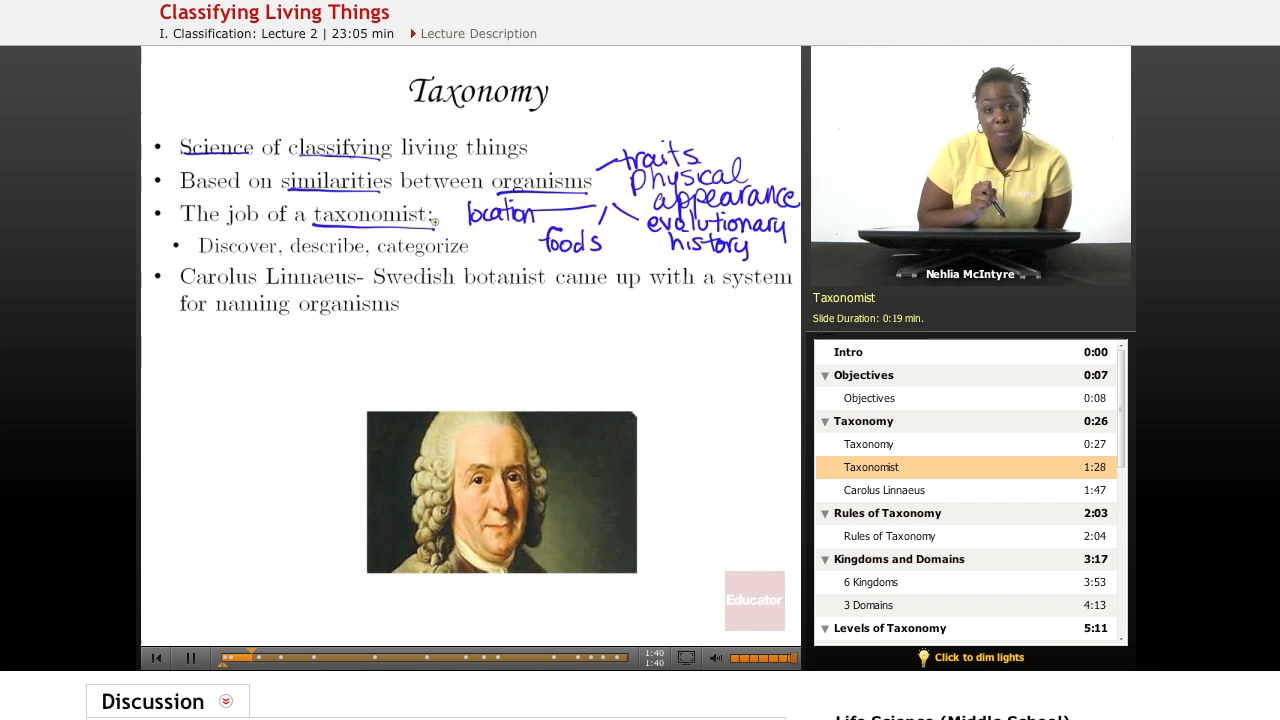 Classifying Living Things
I. Classification: Lecture 2 | 23:05 min
Lecture Description
Taxonomy
• Science of classifying living things
• Based on similarities between organisms
• The job of a taxonomist:
• Discover, describe, categorize
• Carolus Linnaeus- Swedish botanist came up with a system
for naming organisms
traits
physical
appearance
location
evolutionary
history
foods
Educator
1:40
1:40
Nehlia McIntyre
Taxonomist
Slide Duration: 0:19 min.
Intro 0:00
Objectives 0:07
Objectives 0:08
Taxonomy 0:26
Taxonomy 0:27
Taxonomist 1:28
Carolus Linnaeus 1:47
Rules of Taxonomy 2:03
Rules of Taxonomy 2:04
Kingdoms and Domains 3:17
6 Kingdoms 3:53
3 Domains 4:13
Levels of Taxonomy 5:11
Click to dim lights
Discussion
Life Science (Middle School)